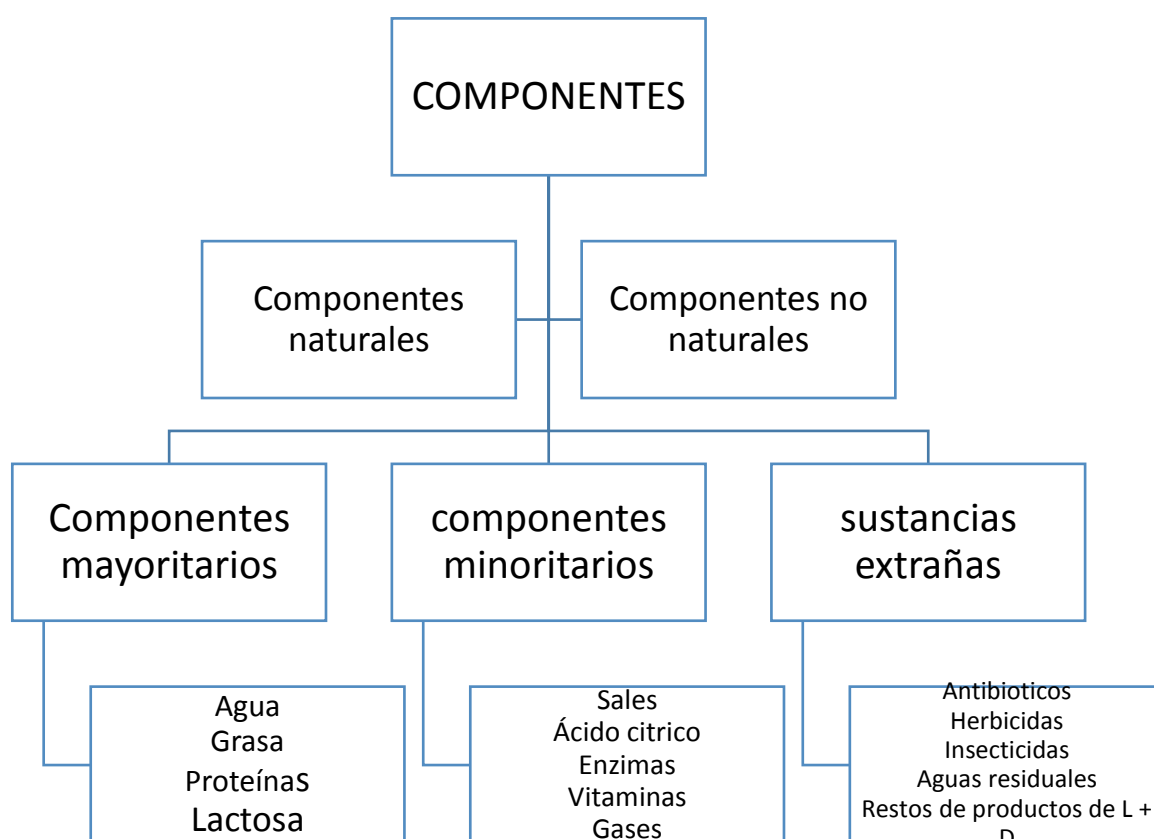 COMPONENTES
Componentes
naturales
Componentes no
naturales
Componentes
mayoritarios
componentes
minoritarios
sustancias
extrañas
Agua
Grasa
Proteínas
Lactosa
Sales
Ácido citrico
Enzimas
Vitaminas
Gases
Antibioticos
Herbicidas
Insecticidas
Aguas residuales
Restos de productos de L +
D